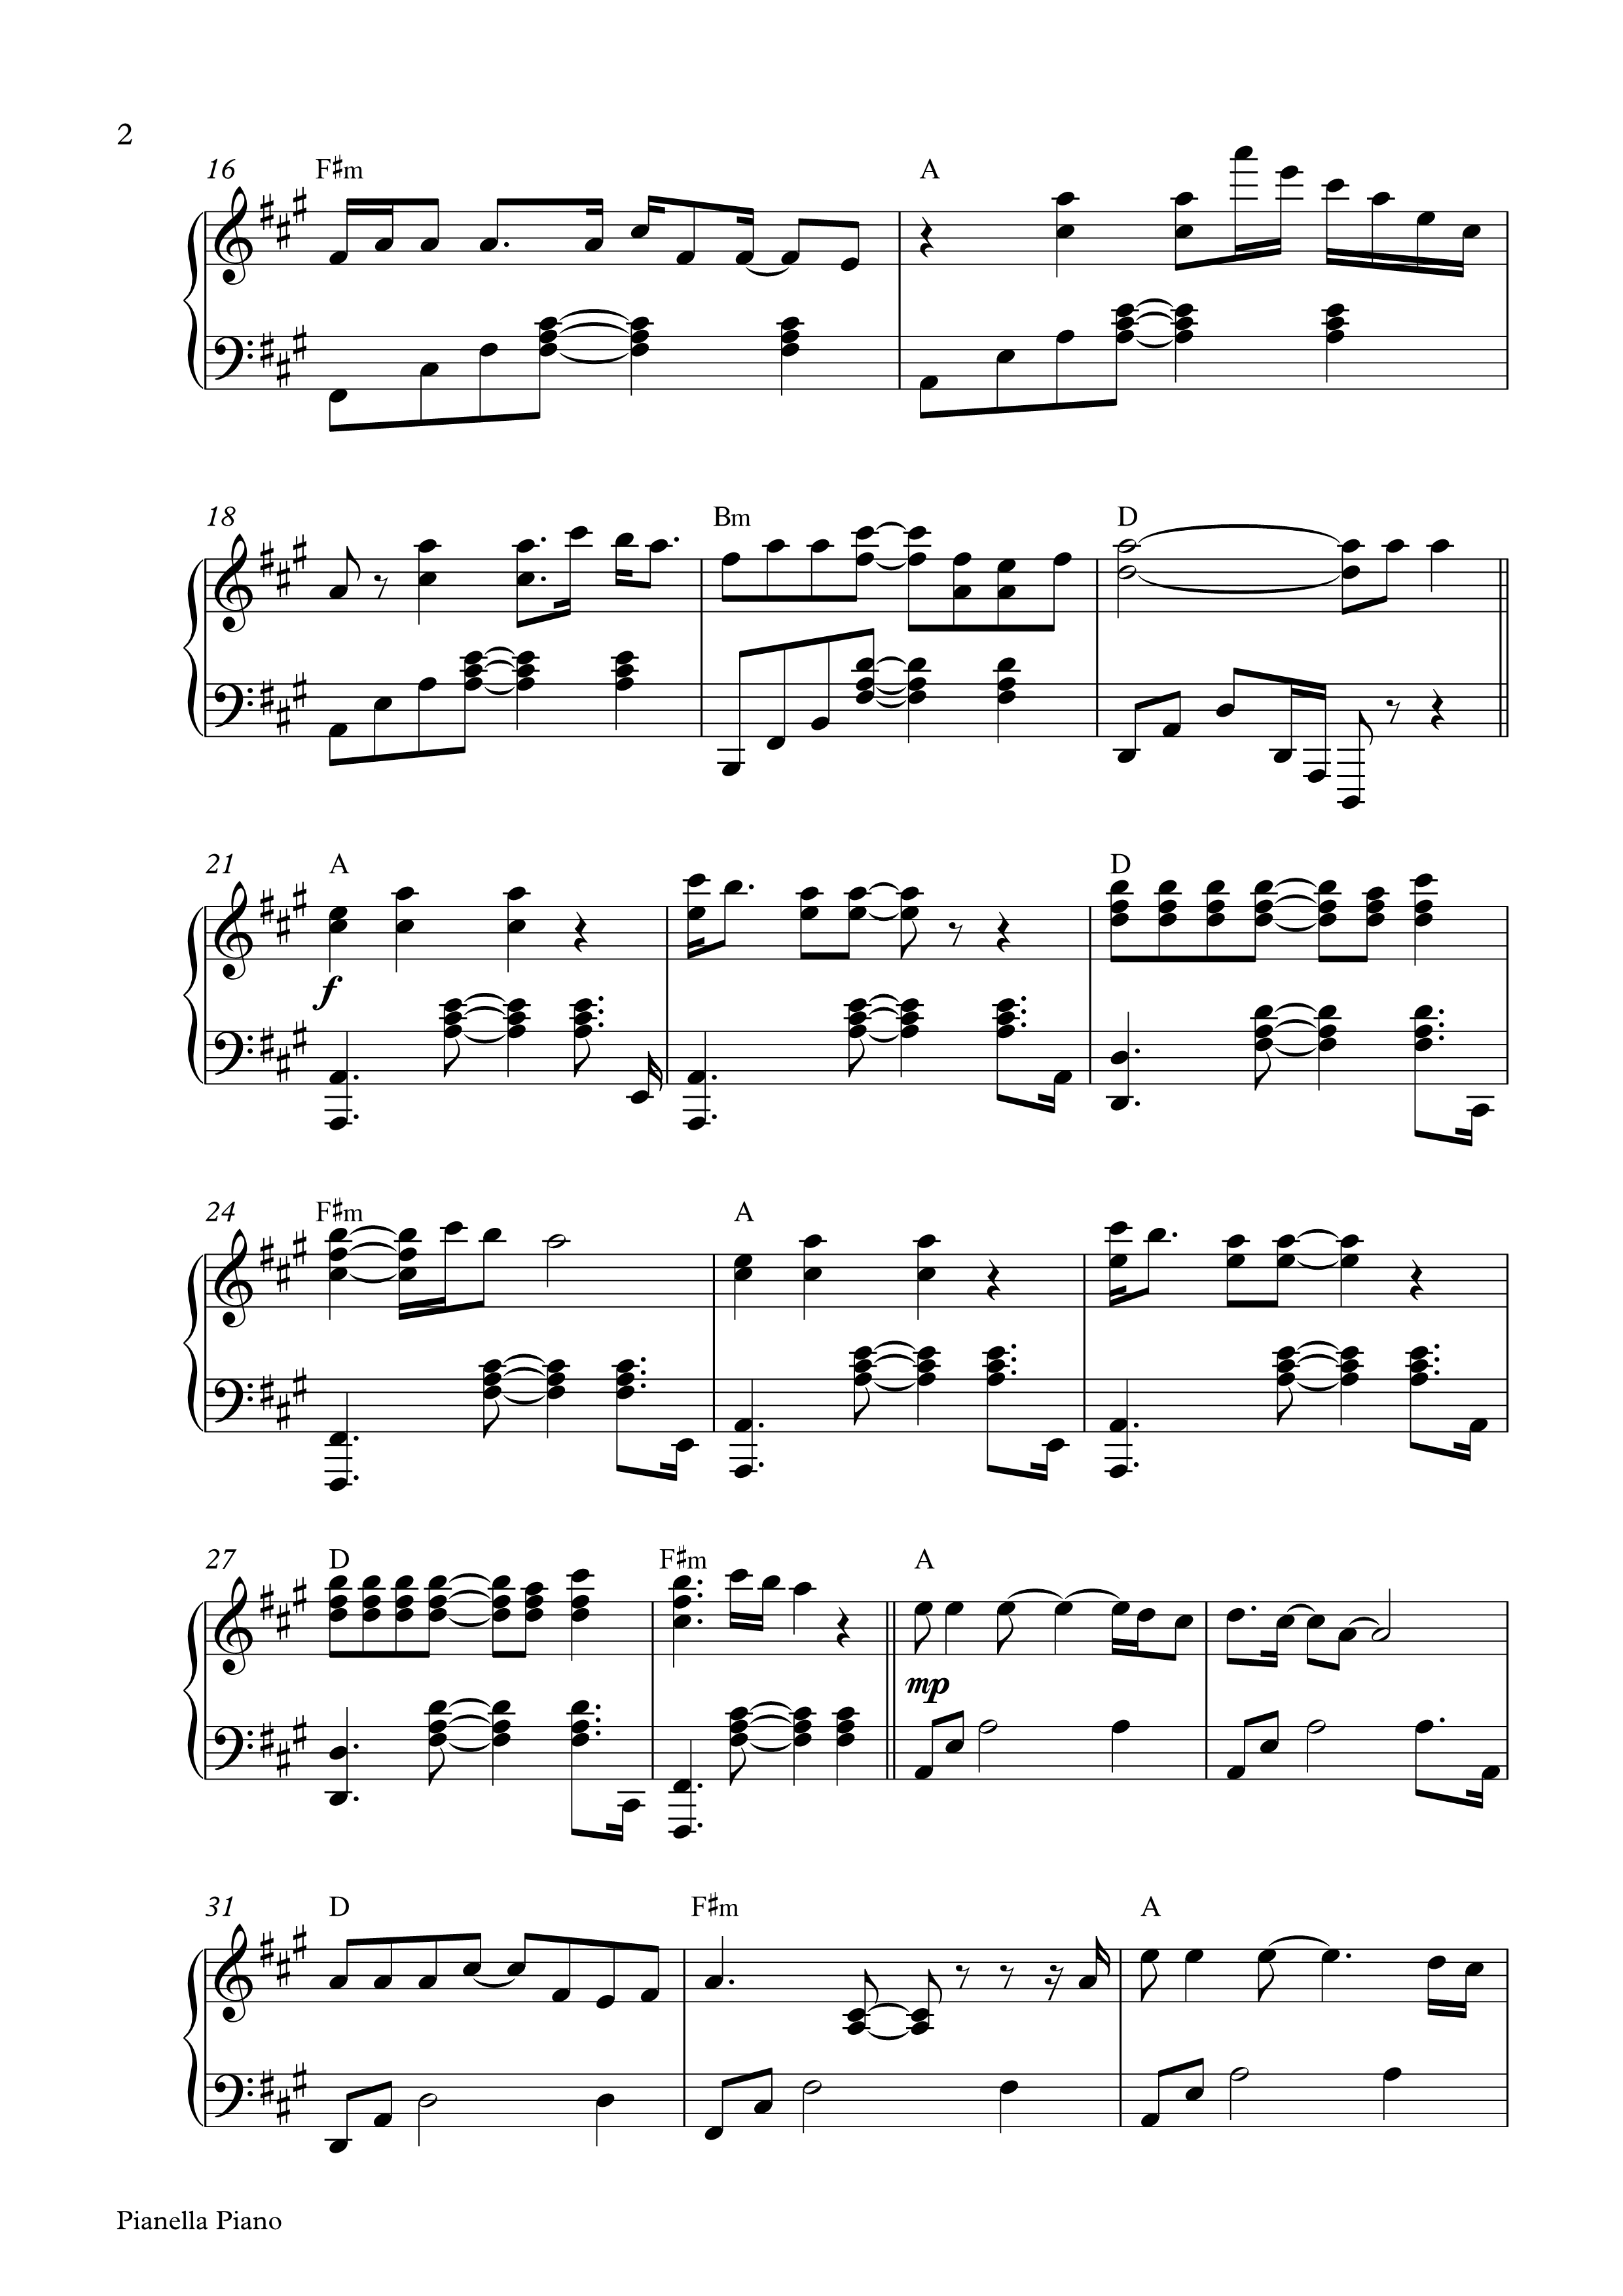 2
16 F♯m A
18 Bm D
21 A D
f
24 F♯m A
27 D F♯m A
mp
31 D F♯m A
Pianella Piano